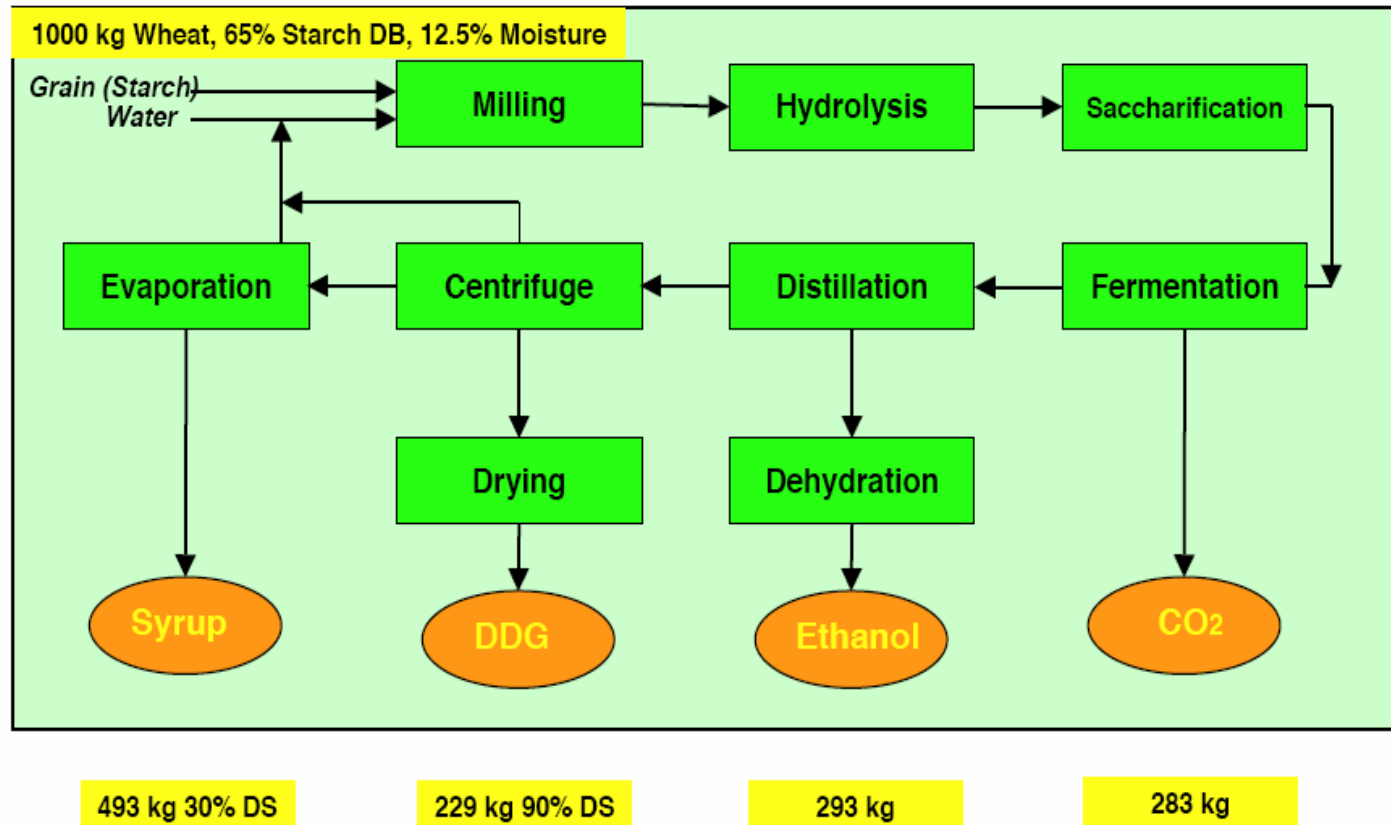 1000 kg Wheat, 65% Starch DB, 12.5% Moisture
Grain (Starch)
Water
Milling
Hydrolysis
Saccharification
Evaporation
Centrifuge
Distillation
Fermentation
Drying
Dehydration
Syrup
DDG
Ethanol
CO2
493 kg 30% DS
229 kg 90% DS
293 kg
283 kg